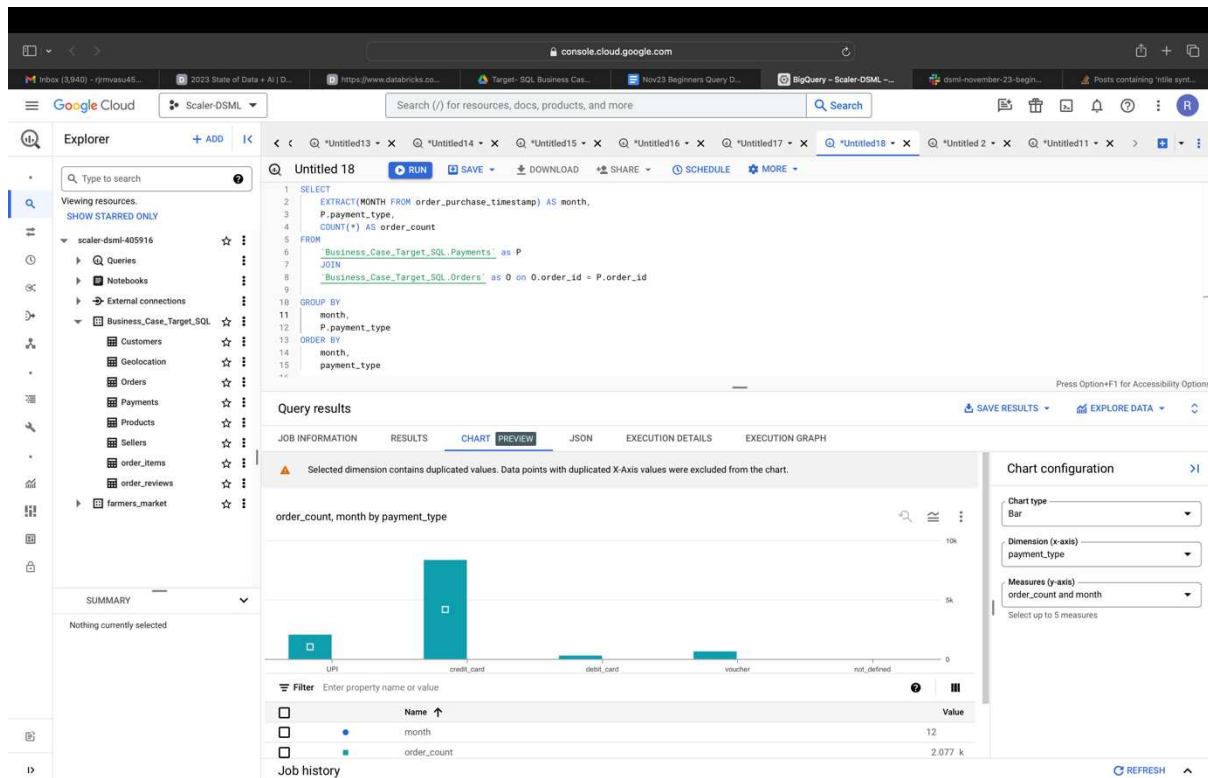 console.cloud.google.com
Inbox (3,940) - rjrmvasu45...
2023 State of Data + AI | D...
https://www.databricks.co...
Target- SQL Business Cas...
Nov23 Beginners Query D...
BigQuery – Scaler-DSML –...
dsml-november-23-begin...
Posts containing 'ntile synt...
Google Cloud
Scaler-DSML
Search (/) for resources, docs, products, and more
Search
R
Explorer
+ ADD
*Untitled13
*Untitled14
*Untitled15
*Untitled16
*Untitled17
*Untitled18
*Untitled 2
*Untitled11
Type to search
Viewing resources.
SHOW STARRED ONLY
scaler-dsml-405916
Queries
Notebooks
External connections
Business_Case_Target_SQL
Customers
Geolocation
Orders
Payments
Products
Sellers
order_items
order_reviews
farmers_market
SUMMARY
Nothing currently selected
Untitled 18
RUN
SAVE
DOWNLOAD
SHARE
SCHEDULE
MORE
1 SELECT
2 EXTRACT(MONTH FROM order_purchase_timestamp) AS month,
3 P.payment_type,
4 COUNT(*) AS order_count
5 FROM
6 `Business_Case_Target_SQL.Payments` as P
7 JOIN
8 `Business_Case_Target_SQL.Orders` as O on O.order_id = P.order_id
9
10 GROUP BY
11 month,
12 P.payment_type
13 ORDER BY
14 month,
15 payment_type
Press Option+F1 for Accessibility Options
Query results
SAVE RESULTS
EXPLORE DATA
JOB INFORMATION
RESULTS
CHART PREVIEW
JSON
EXECUTION DETAILS
EXECUTION GRAPH
Selected dimension contains duplicated values. Data points with duplicated X-Axis values were excluded from the chart.
order_count, month by payment_type
10k
5k
0
UPI
credit_card
debit_card
voucher
not_defined
Filter Enter property name or value
Name
Value
month
12
order_count
2.077 k
Chart configuration
Chart type
Bar
Dimension (x-axis)
payment_type
Measures (y-axis)
order_count and month
Select up to 5 measures
Job history
REFRESH